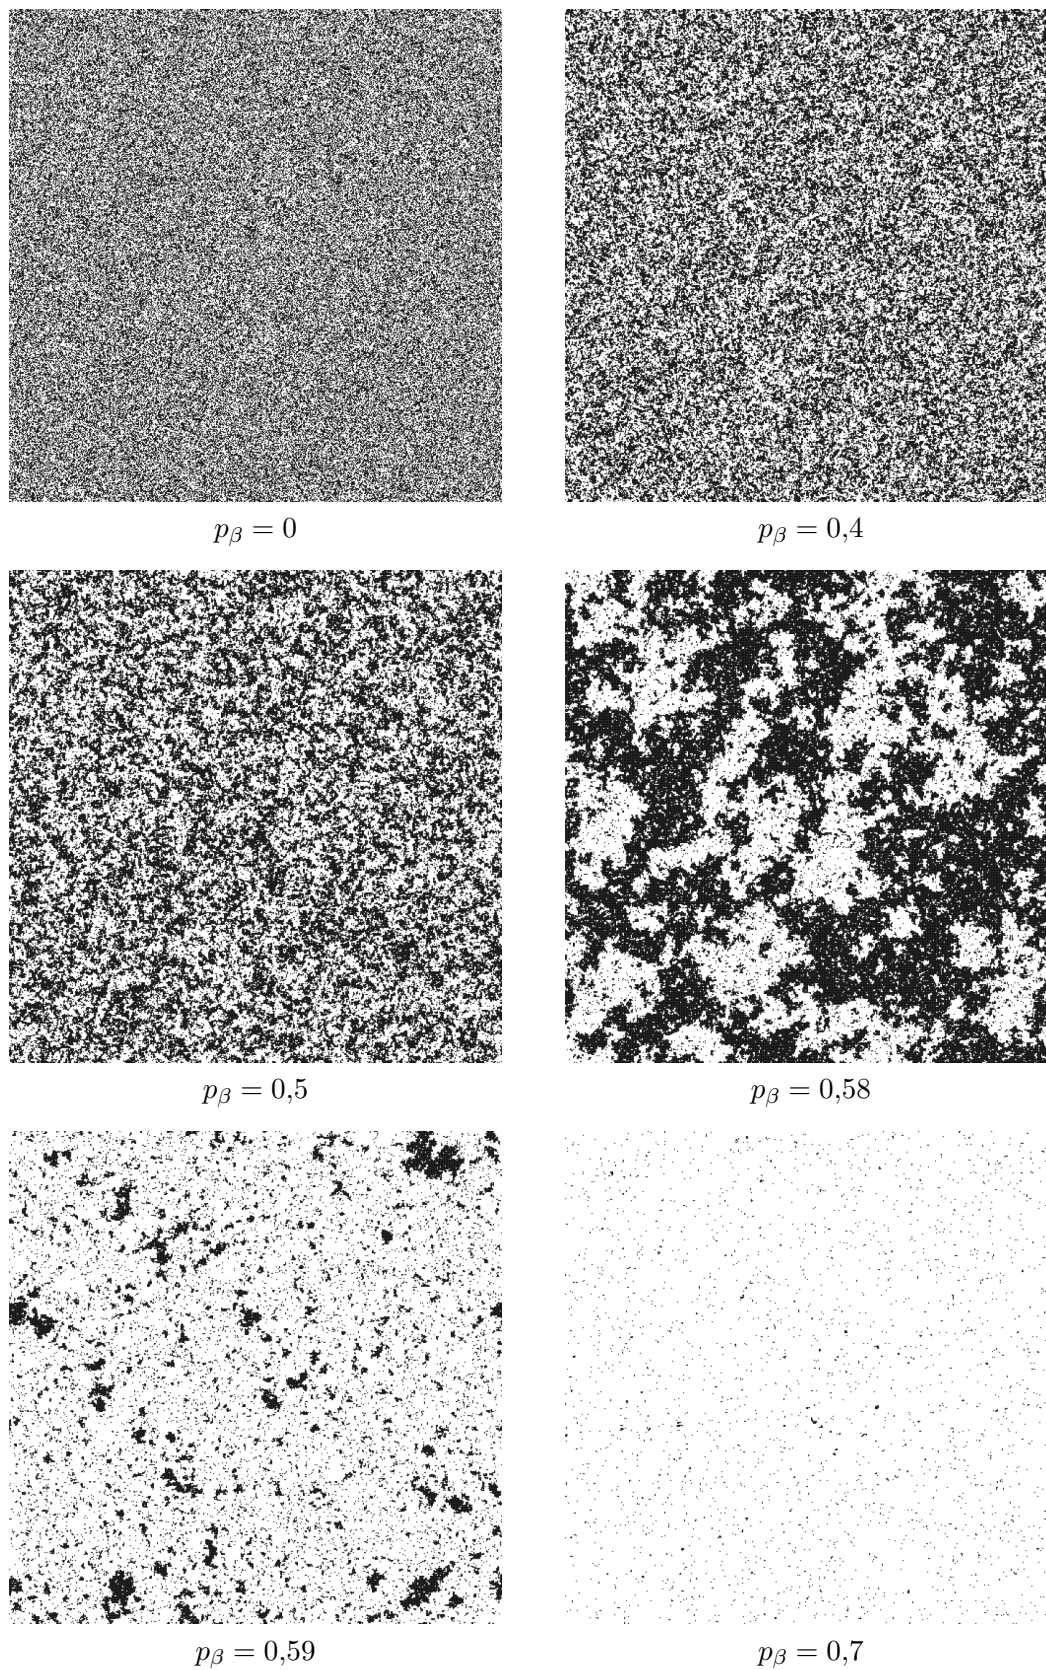 p_β = 0
p_β = 0,4
p_β = 0,5
p_β = 0,58
p_β = 0,59
p_β = 0,7